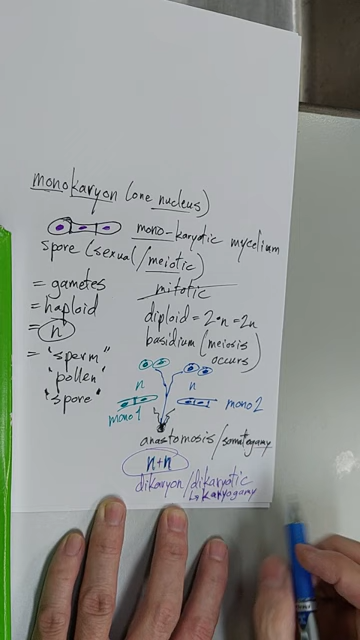 monokaryon (one nucleus)
mono-karyotic mycelium
spore (sexual/meiotic)
mitotic
= gametes
= haploid
= n
diploid = 2•n = 2n
basidium (meiosis occurs)
= "sperm"
"pollen"
"spore"
n
n
mono 1
mono 2
anastomosis/somatogamy
n+n
dikaryon/dikaryotic
↳ karyogamy